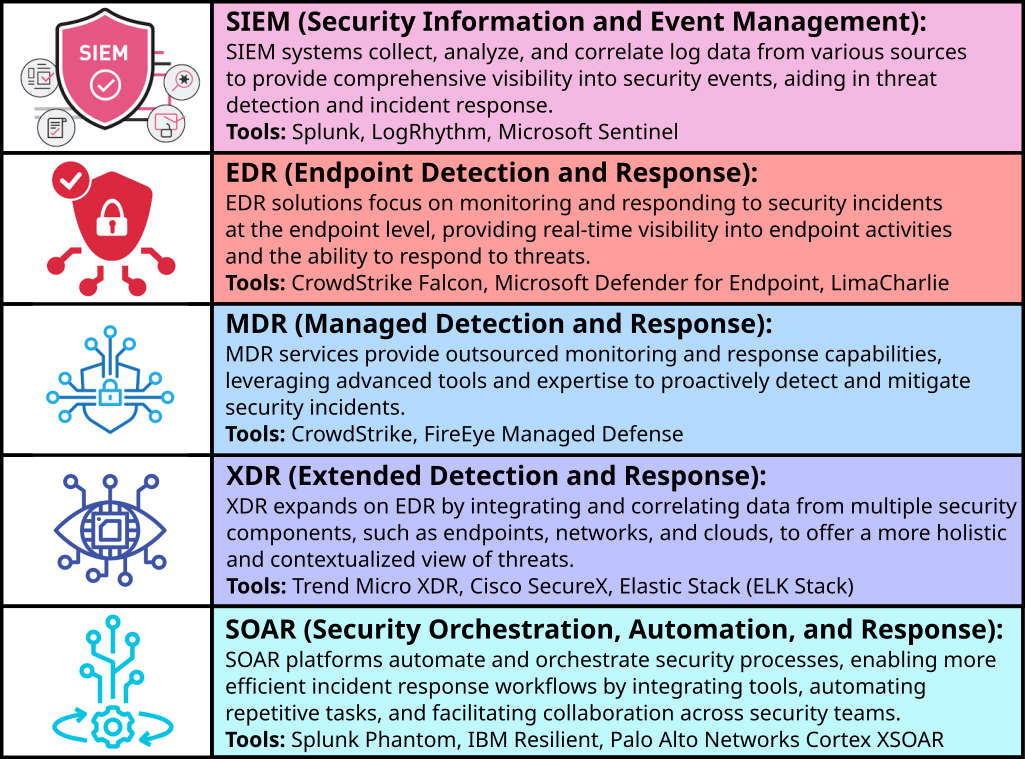 SIEM
SIEM (Security Information and Event Management):
SIEM systems collect, analyze, and correlate log data from various sources
to provide comprehensive visibility into security events, aiding in threat
detection and incident response.
Tools: Splunk, LogRhythm, Microsoft Sentinel
EDR (Endpoint Detection and Response):
EDR solutions focus on monitoring and responding to security incidents
at the endpoint level, providing real-time visibility into endpoint activities
and the ability to respond to threats.
Tools: CrowdStrike Falcon, Microsoft Defender for Endpoint, LimaCharlie
MDR (Managed Detection and Response):
MDR services provide outsourced monitoring and response capabilities,
leveraging advanced tools and expertise to proactively detect and mitigate
security incidents.
Tools: CrowdStrike, FireEye Managed Defense
XDR (Extended Detection and Response):
XDR expands on EDR by integrating and correlating data from multiple security
components, such as endpoints, networks, and clouds, to offer a more holistic
and contextualized view of threats.
Tools: Trend Micro XDR, Cisco SecureX, Elastic Stack (ELK Stack)
SOAR (Security Orchestration, Automation, and Response):
SOAR platforms automate and orchestrate security processes, enabling more
efficient incident response workflows by integrating tools, automating
repetitive tasks, and facilitating collaboration across security teams.
Tools: Splunk Phantom, IBM Resilient, Palo Alto Networks Cortex XSOAR